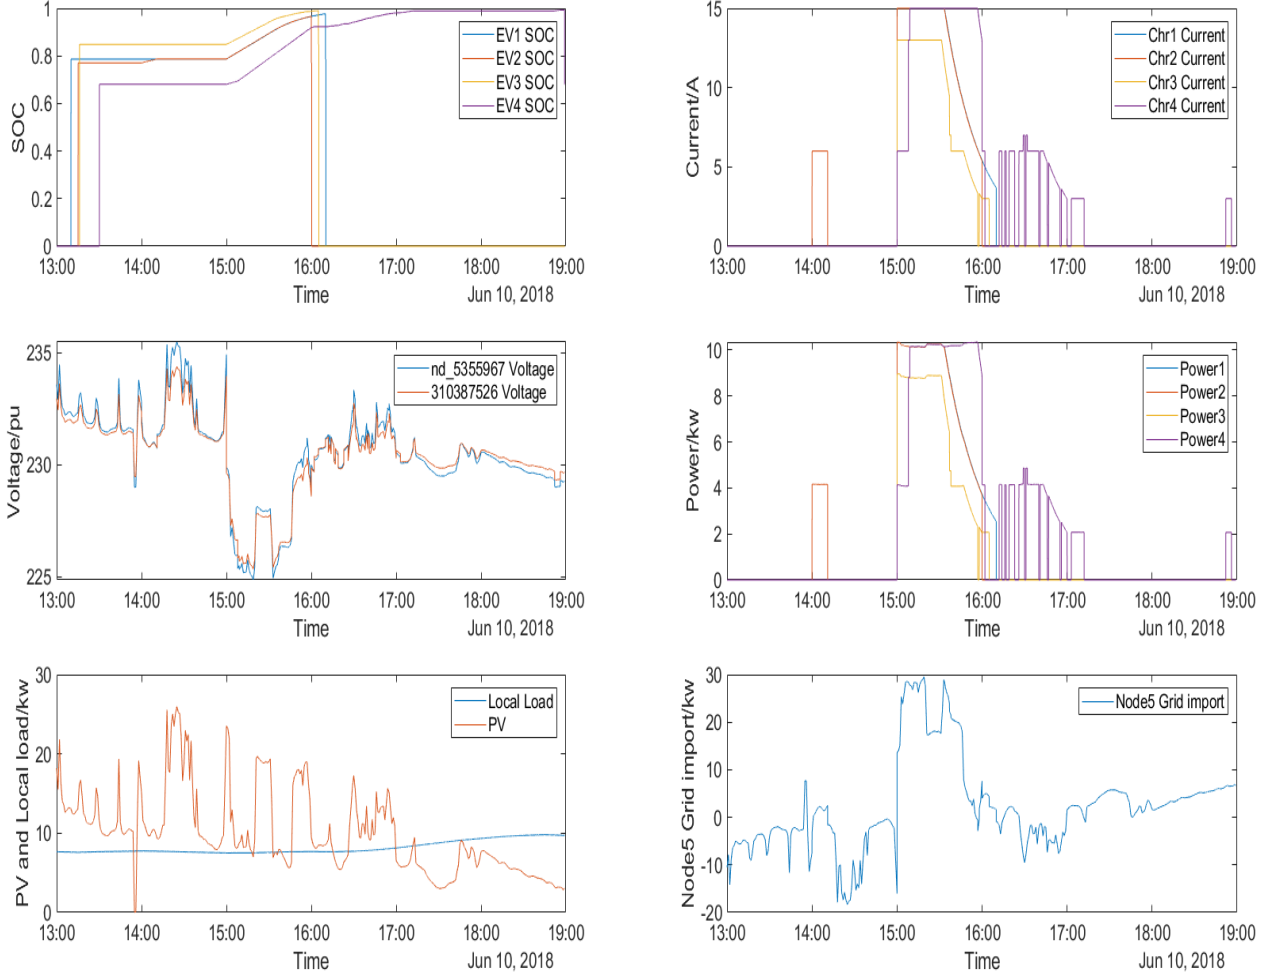 1
0.8
0.6
0.4
0.2
0
SOC
EV1 SOC
EV2 SOC
EV3 SOC
EV4 SOC
13:00 14:00 15:00 16:00 17:00 18:00 19:00
Time
Jun 10, 2018
15
10
5
0
Current/A
Chr1 Current
Chr2 Current
Chr3 Current
Chr4 Current
13:00 14:00 15:00 16:00 17:00 18:00 19:00
Time
Jun 10, 2018
235
230
225
Voltage/pu
nd_5355967 Voltage
310387526 Voltage
13:00 14:00 15:00 16:00 17:00 18:00 19:00
Time
Jun 10, 2018
10
8
6
4
2
0
Power/kw
Power1
Power2
Power3
Power4
13:00 14:00 15:00 16:00 17:00 18:00 19:00
Time
Jun 10, 2018
30
20
10
0
PV and Local load/kw
Local Load
PV
13:00 14:00 15:00 16:00 17:00 18:00 19:00
Time
Jun 10, 2018
30
20
10
0
-10
-20
Node5 Grid import/kw
Node5 Grid import
13:00 14:00 15:00 16:00 17:00 18:00 19:00
Time
Jun 10, 2018